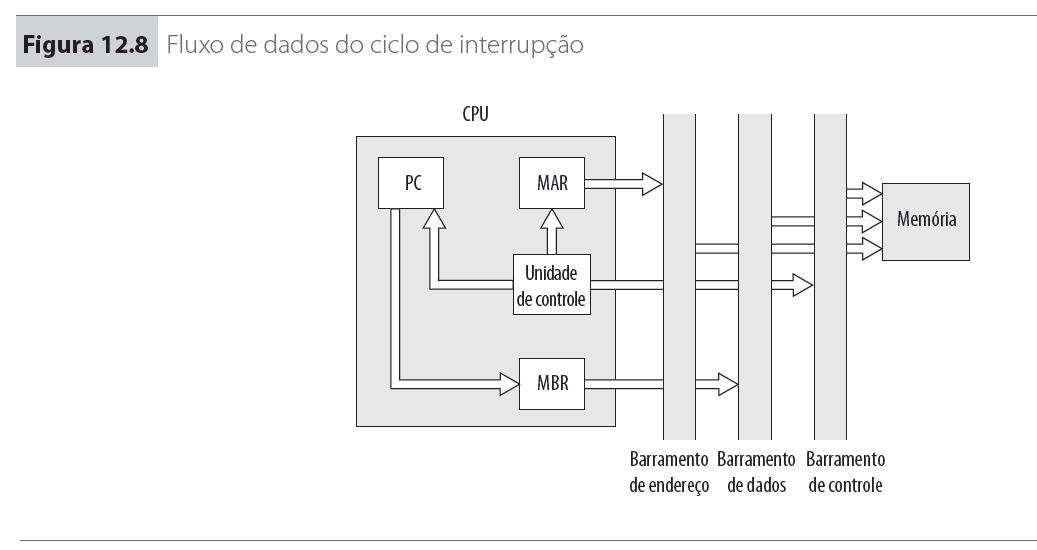 Figura 12.8 Fluxo de dados do ciclo de interrupção
CPU
PC
MAR
Memória
Unidade
de controle
MBR
Barramento
de endereço
Barramento
de dados
Barramento
de controle